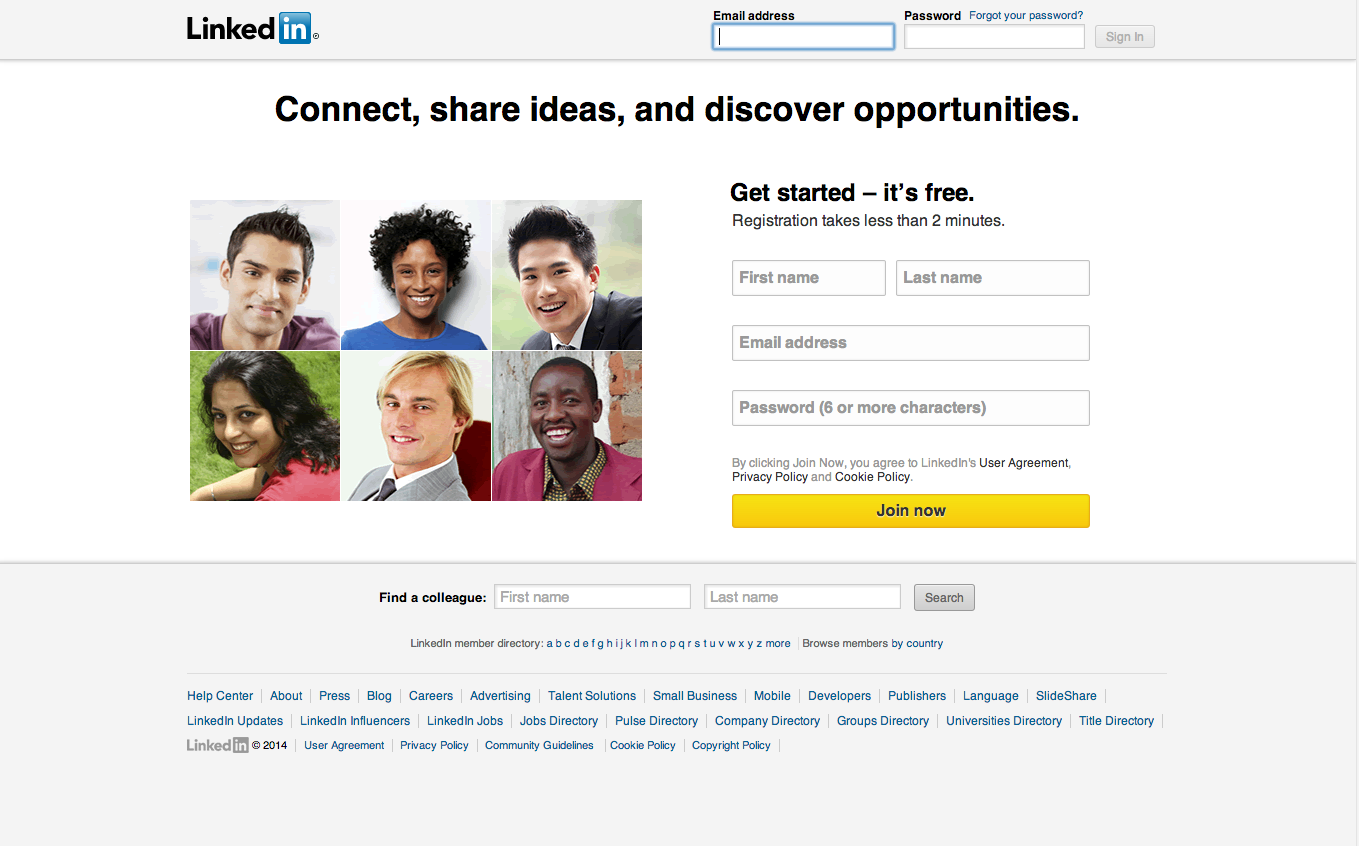 Linked in ®
Email address
Password Forgot your password?
Sign In
Connect, share ideas, and discover opportunities.
Get started – it's free.
Registration takes less than 2 minutes.
First name Last name
Email address
Password (6 or more characters)
By clicking Join Now, you agree to LinkedIn's User Agreement,
Privacy Policy and Cookie Policy.
Join now
Find a colleague: First name Last name Search
LinkedIn member directory: a b c d e f g h i j k l m n o p q r s t u v w x y z more Browse members by country
Help Center About Press Blog Careers Advertising Talent Solutions Small Business Mobile Developers Publishers Language SlideShare
LinkedIn Updates LinkedIn Influencers LinkedIn Jobs Jobs Directory Pulse Directory Company Directory Groups Directory Universities Directory Title Directory
Linked in © 2014 User Agreement Privacy Policy Community Guidelines Cookie Policy Copyright Policy